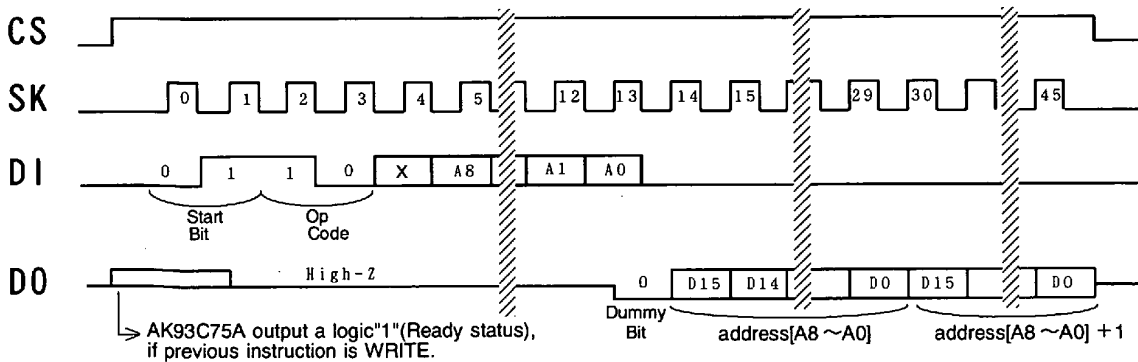 CS
SK 0 1 2 3 4 5 12 13 14 15 29 30 45
DI 0 1 1 0 X A8 A1 A0
Start Bit
Op Code
DO High-Z 0 D15 D14 D0 D15 D0
Dummy Bit
address[A8~A0]
address[A8~A0]+1
AK93C75A output a logic"1"(Ready status),
if previous instruction is WRITE.